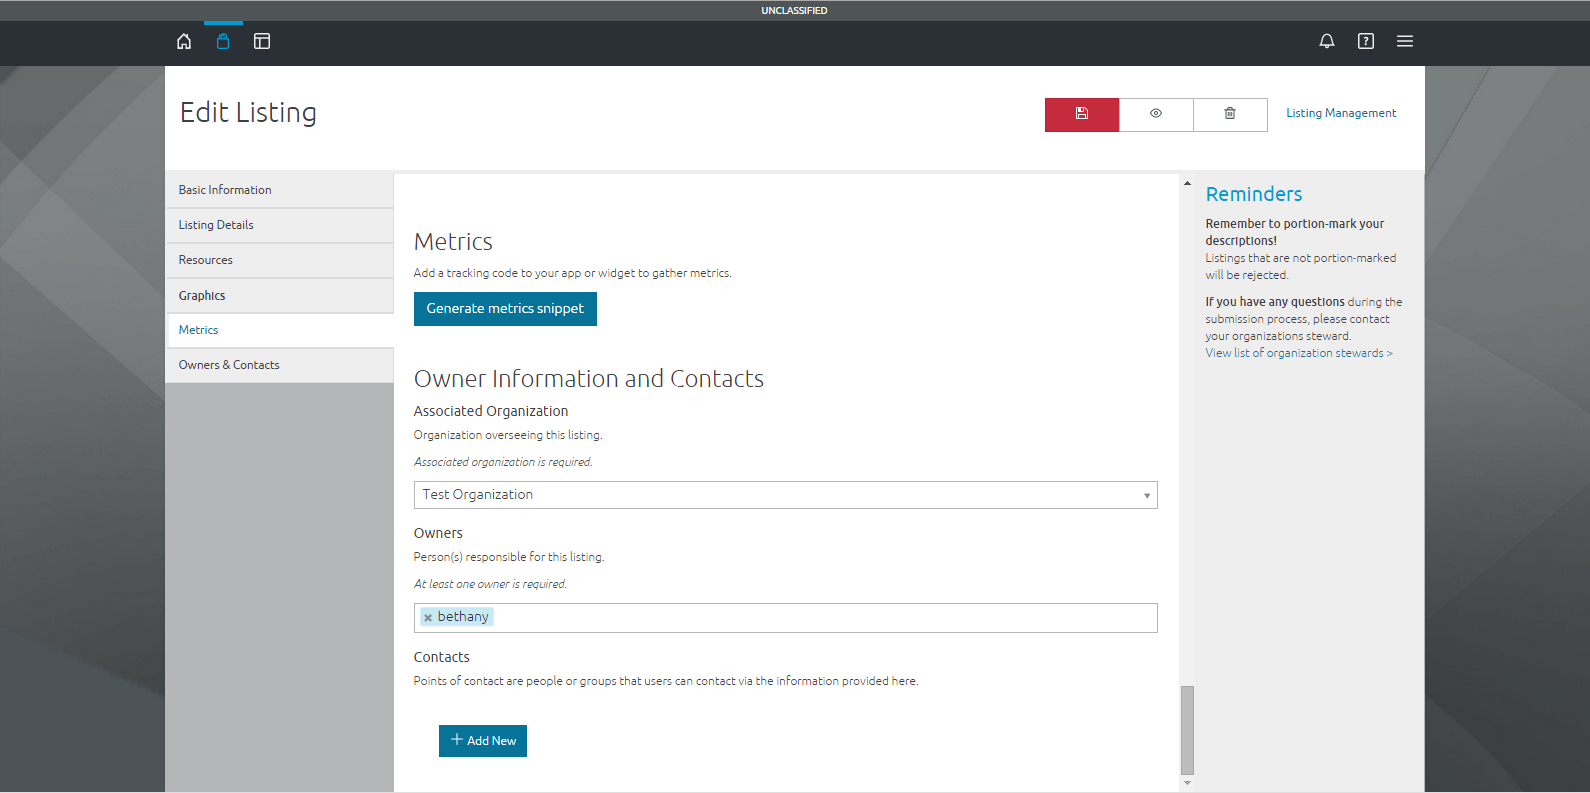 UNCLASSIFIED
Edit Listing
Listing Management
Basic Information
Listing Details
Resources
Graphics
Metrics
Owners & Contacts
Metrics
Add a tracking code to your app or widget to gather metrics.
Generate metrics snippet
Owner Information and Contacts
Associated Organization
Organization overseeing this listing.
Associated organization is required.
Test Organization
Owners
Person(s) responsible for this listing.
At least one owner is required.
bethany
Contacts
Points of contact are people or groups that users can contact via the information provided here.
Add New
Reminders
Remember to portion-mark your
descriptions!
Listings that are not portion-marked
will be rejected.
If you have any questions during the
submission process, please contact
your organizations steward.
View list of organization stewards >